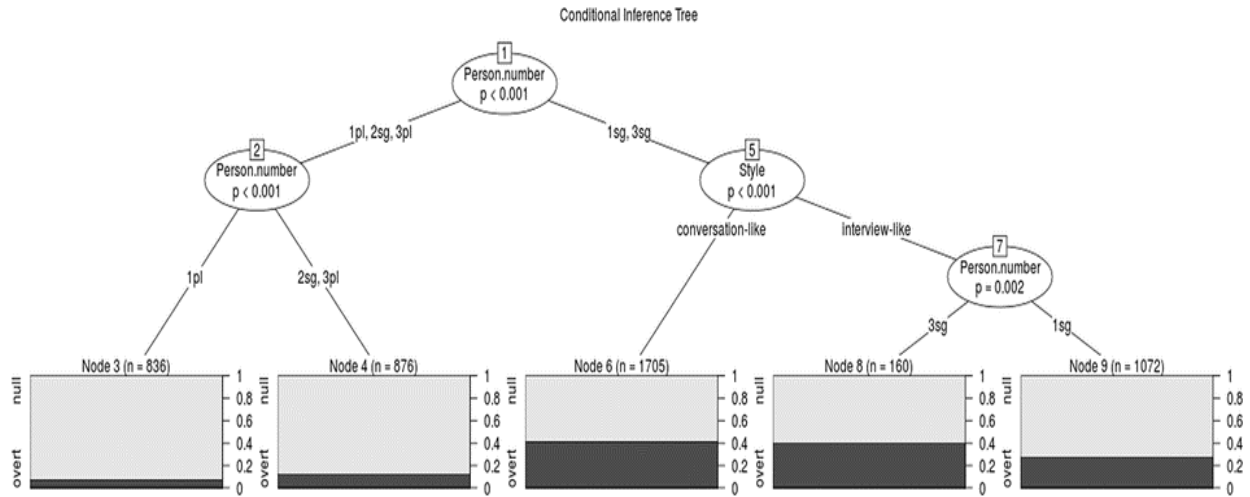 Conditional Inference Tree
1
Person.number
p < 0.001
1pl, 2sg, 3pl
1sg, 3sg
2
Person.number
p < 0.001
5
Style
p < 0.001
conversation-like
interview-like
7
Person.number
p = 0.002
1pl
2sg, 3pl
3sg
1sg
Node 3 (n = 836)
null
overt
1
0.8
0.6
0.4
0.2
0
Node 4 (n = 876)
null
overt
1
0.8
0.6
0.4
0.2
0
Node 6 (n = 1705)
null
overt
1
0.8
0.6
0.4
0.2
0
Node 8 (n = 160)
null
overt
1
0.8
0.6
0.4
0.2
0
Node 9 (n = 1072)
null
overt
1
0.8
0.6
0.4
0.2
0